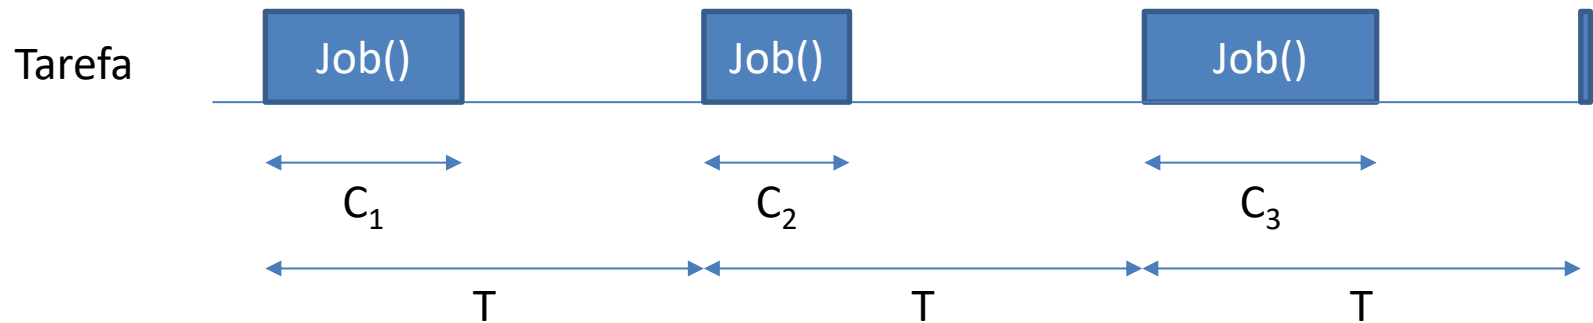 Tarefa Job() Job() Job()
C₁ C₂ C₃
T T T